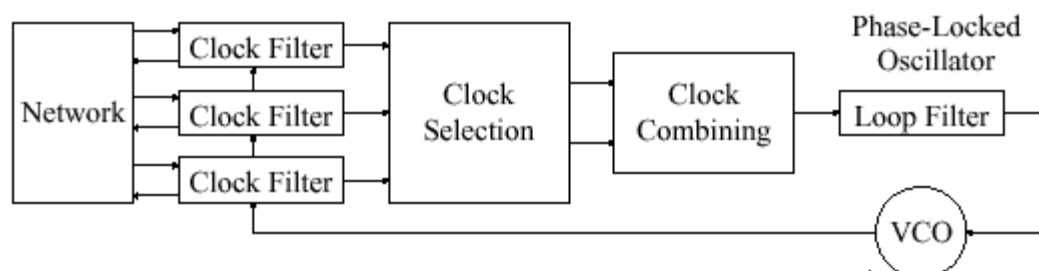 Network
Clock Filter
Clock Filter
Clock Filter
Clock
Selection
Clock
Combining
Phase-Locked
Oscillator
Loop Filter
VCO